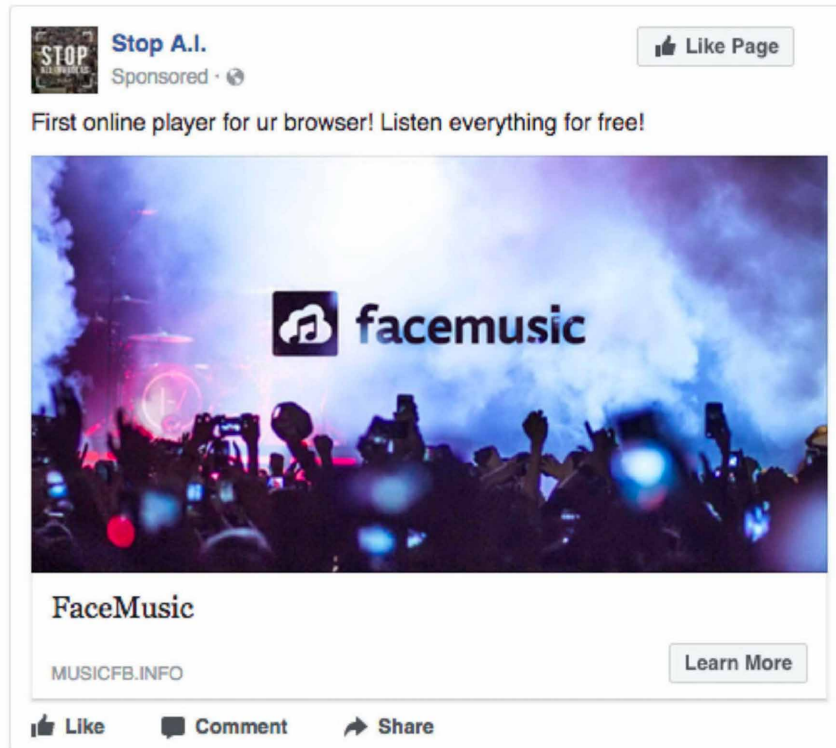 STOP
Stop A.I.
Like Page
Sponsored ·
First online player for ur browser! Listen everything for free!
facemusic
FaceMusic
MUSICFB.INFO
Learn More
Like Comment Share